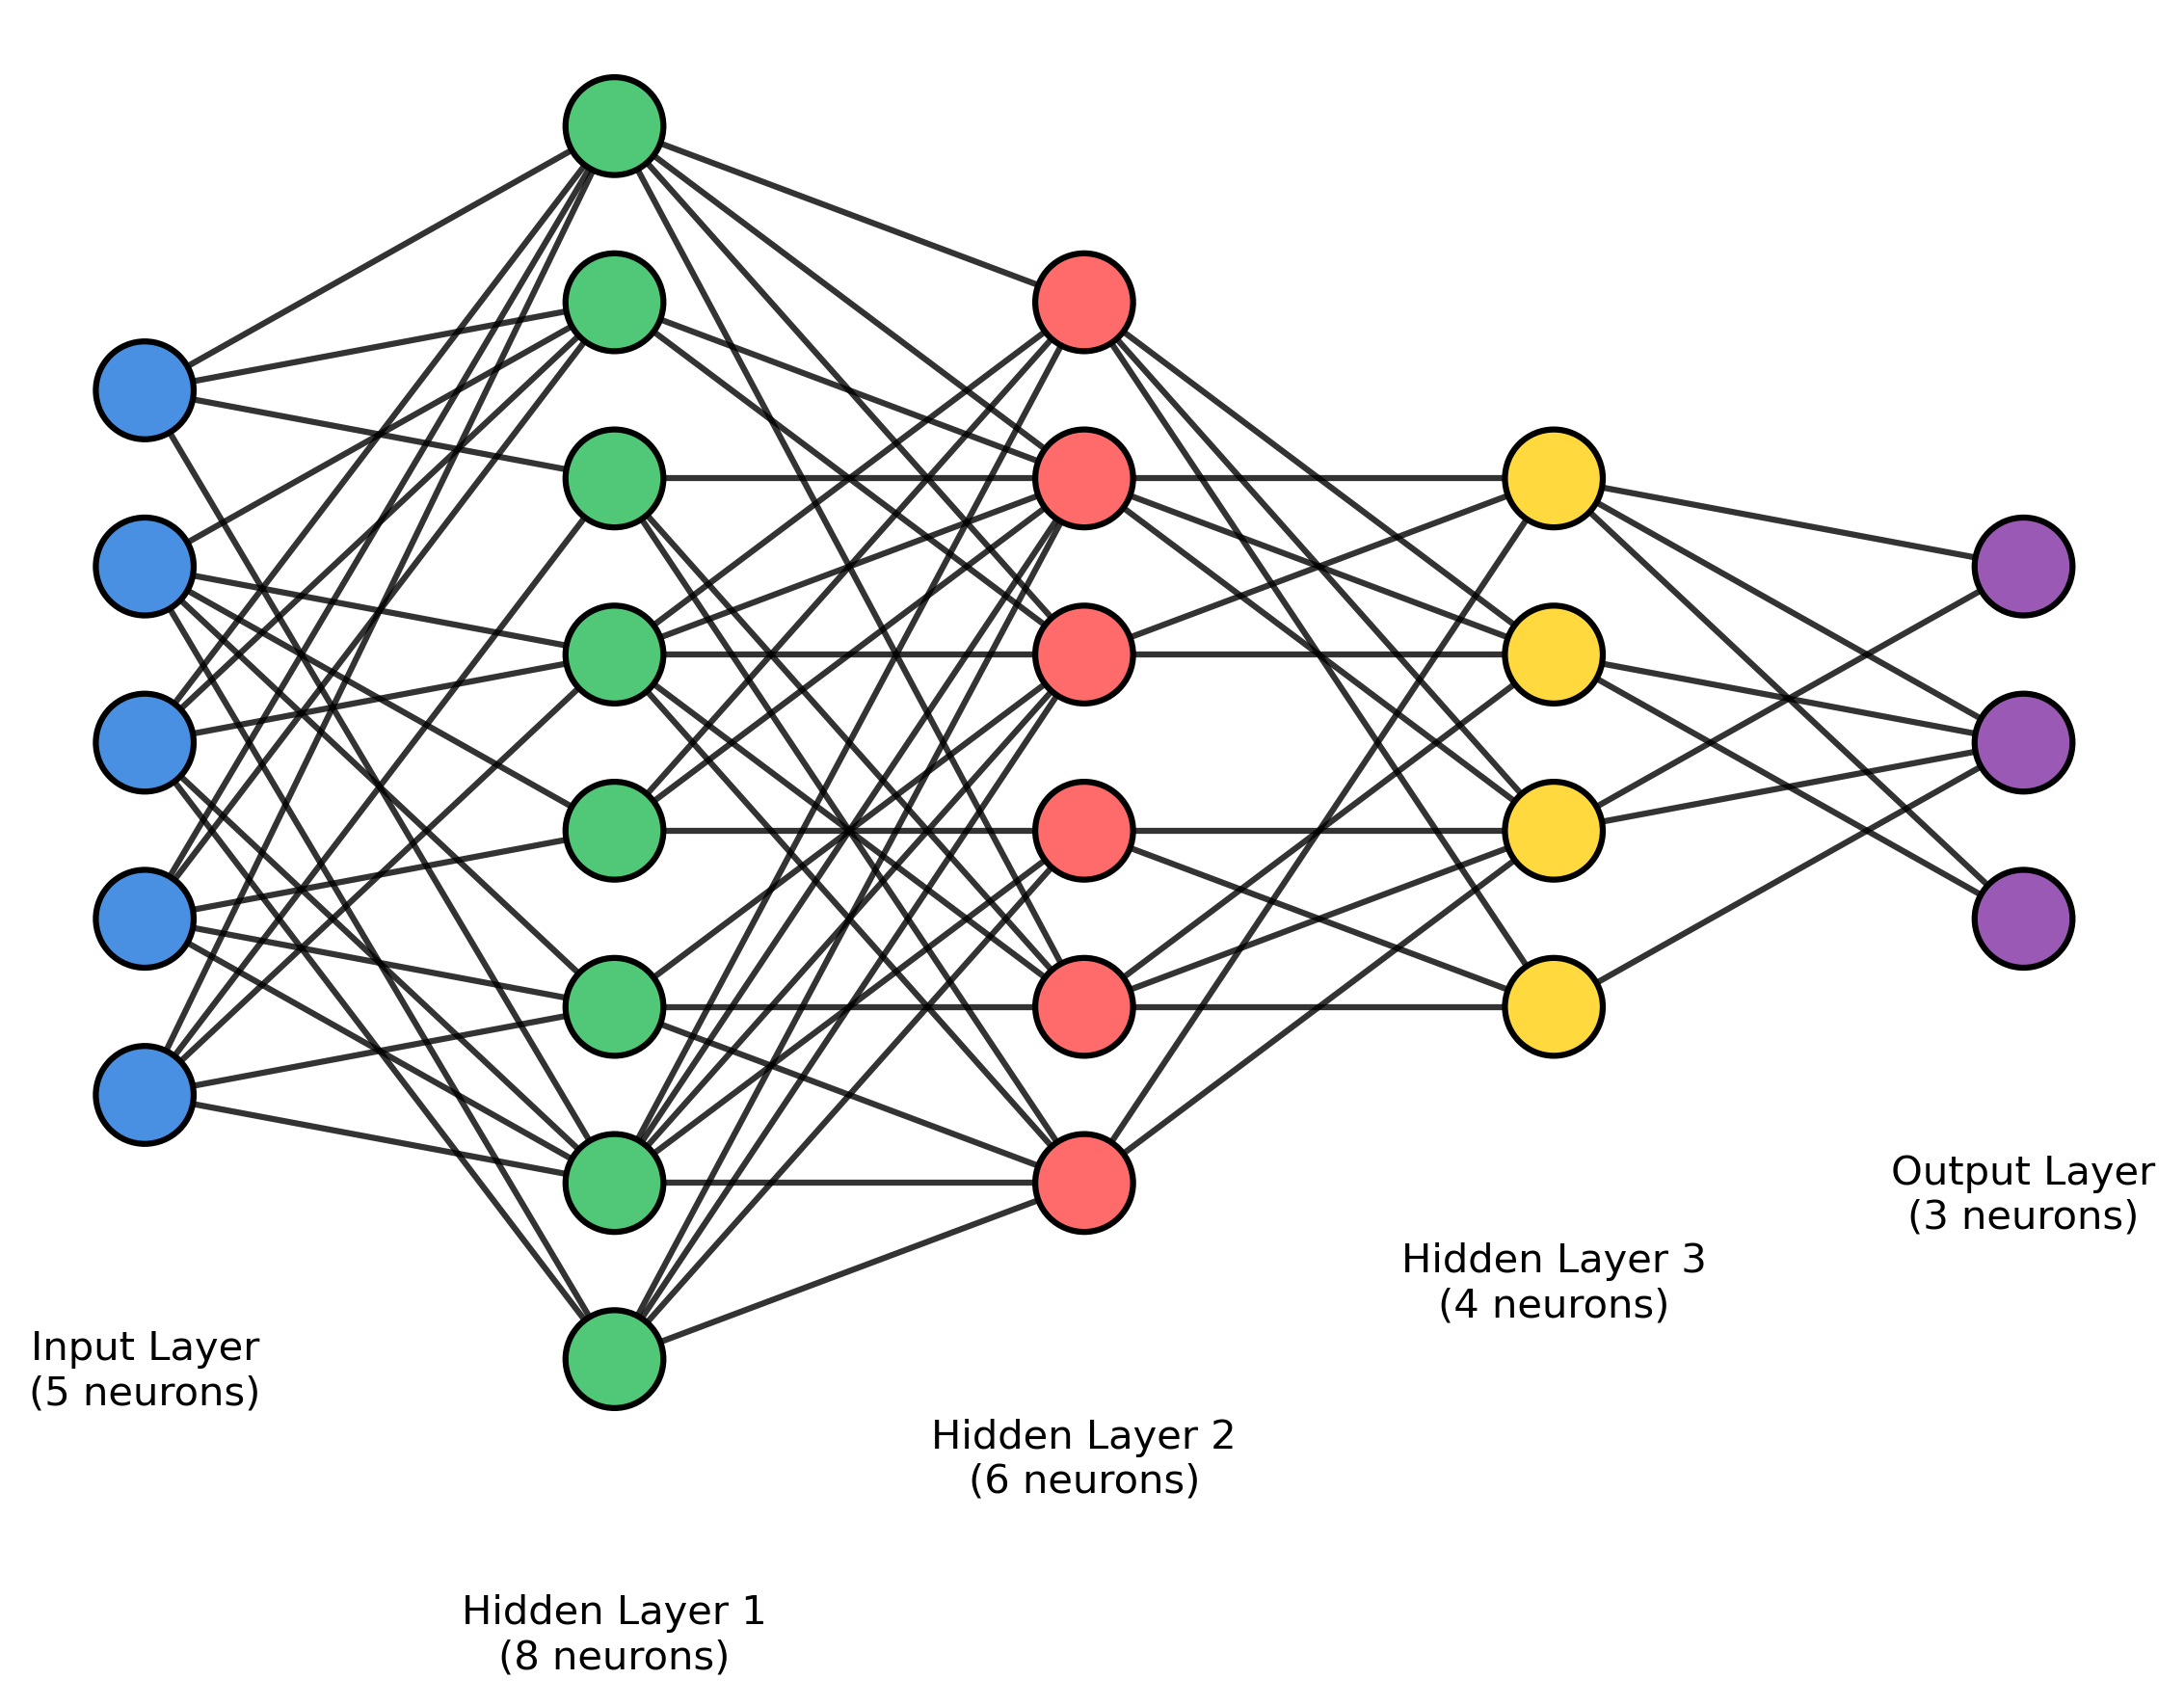 Input Layer
(5 neurons)
Hidden Layer 1
(8 neurons)
Hidden Layer 2
(6 neurons)
Hidden Layer 3
(4 neurons)
Output Layer
(3 neurons)